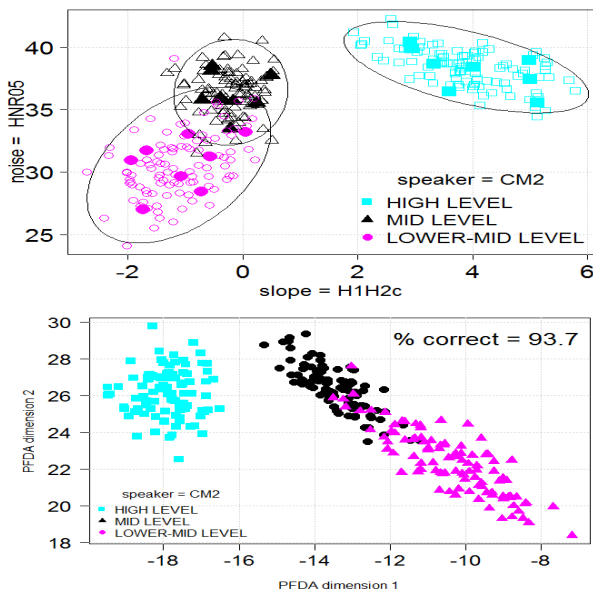 40
35
30
25
noise = HNR05
speaker = CM2
HIGH LEVEL
MID LEVEL
LOWER-MID LEVEL
-2 0 2 4 6
slope = H1H2c
30
28
26
24
22
20
18
PFDA dimension 2
% correct = 93.7
speaker = CM2
HIGH LEVEL
MID LEVEL
LOWER-MID LEVEL
-18 -16 -14 -12 -10 -8
PFDA dimension 1